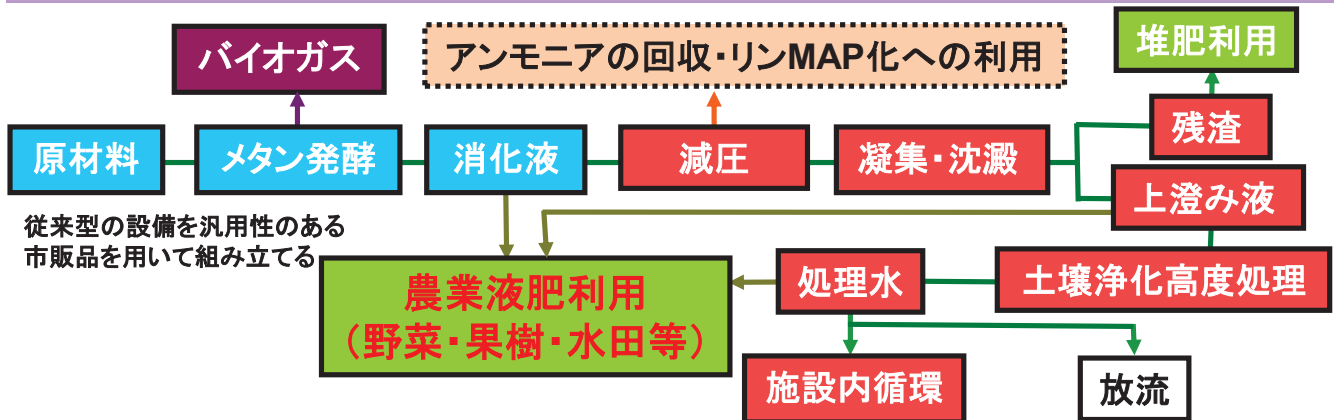 バイオガス
アンモニアの回収・リンMAP化への利用
堆肥利用
原材料
メタン発酵
消化液
減圧
凝集・沈澱
残渣
上澄み液
従来型の設備を汎用性のある
市販品を用いて組み立てる
農業液肥利用
(野菜・果樹・水田等)
処理水
土壌浄化高度処理
施設内循環
放流